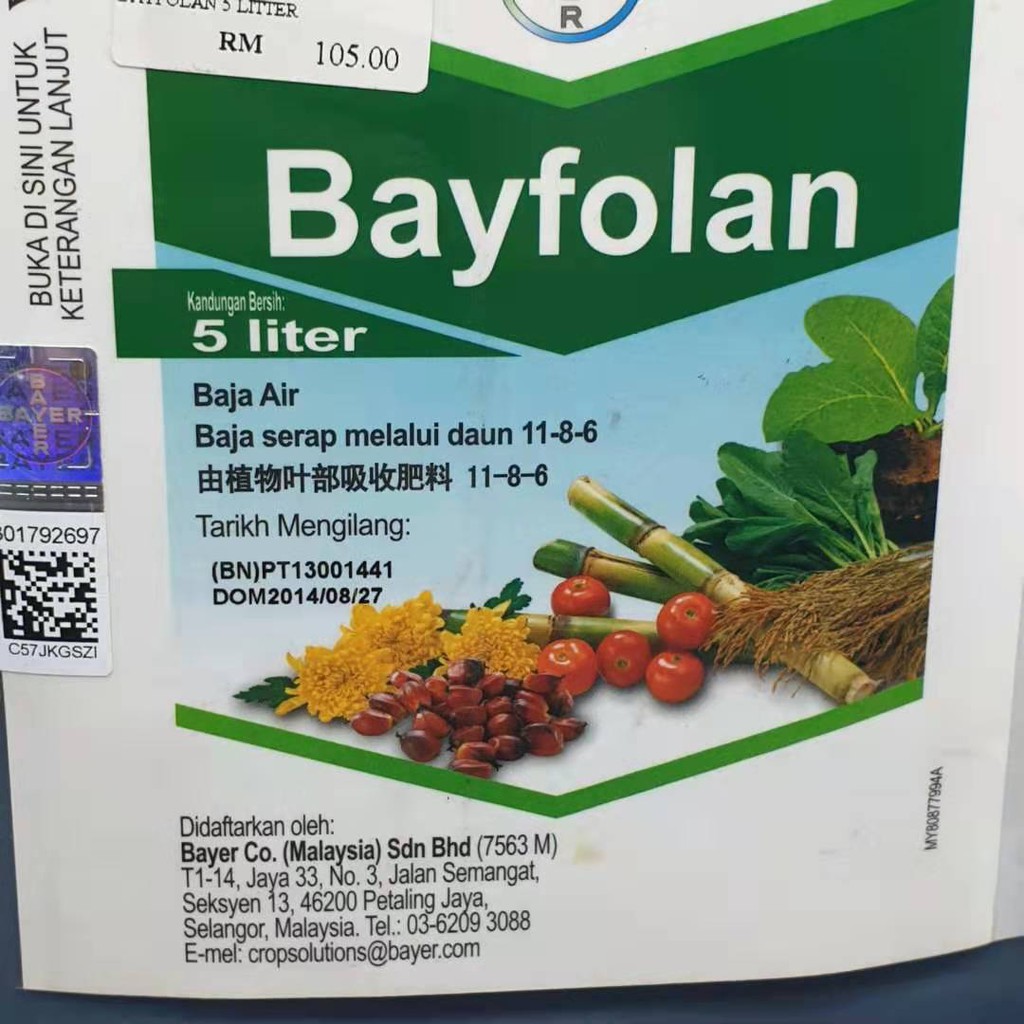 BAYFOLAN 5 LITTER
RM 105.00
R
BUKA DI SINI UNTUK
KETERANGAN LANJUT
Bayfolan
Kandungan Bersih:
5 liter
Baja Air
Baja serap melalui daun 11-8-6
由植物叶部吸收肥料 11-8-6
Tarikh Mengilang:
(BN)PT13001441
DOM2014/08/27
BAYER
01792697
C57JKGSZI
MY80877994A
Didaftarkan oleh:
Bayer Co. (Malaysia) Sdn Bhd (7563 M)
T1-14, Jaya 33, No. 3, Jalan Semangat,
Seksyen 13, 46200 Petaling Jaya,
Selangor, Malaysia. Tel.: 03-6209 3088
E-mel: cropsolutions@bayer.com